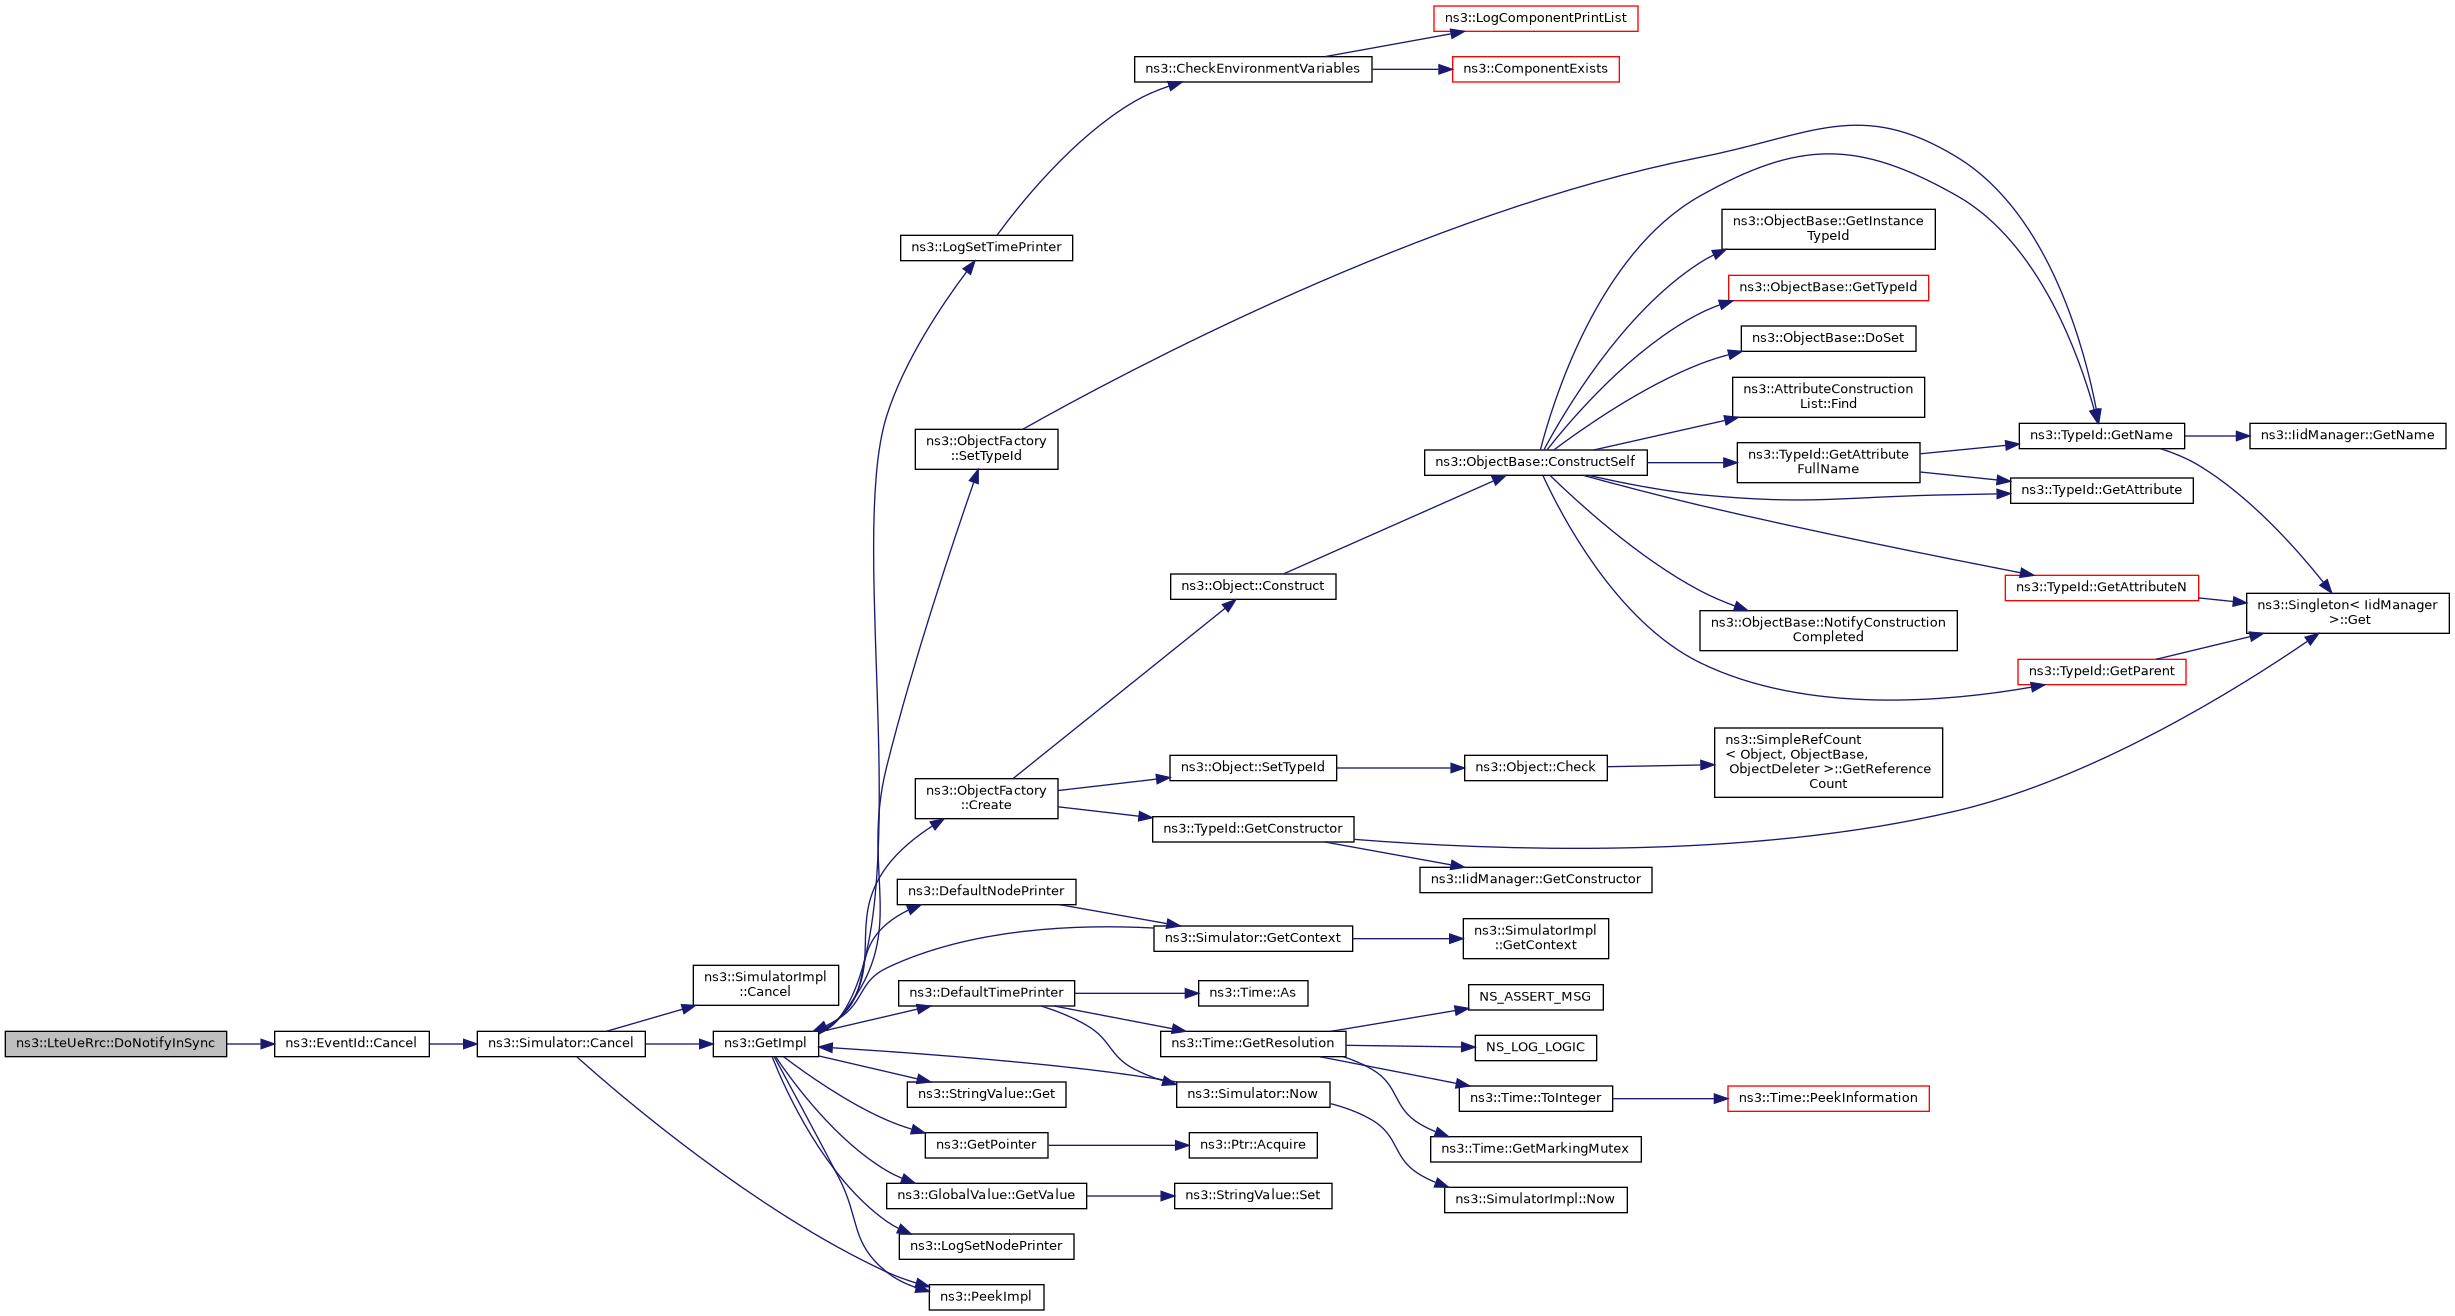 ns3::LogComponentPrintList
ns3::CheckEnvironmentVariables
ns3::ComponentExists
ns3::LogSetTimePrinter
ns3::ObjectBase::GetInstance
TypeId
ns3::ObjectBase::GetTypeId
ns3::ObjectBase::DoSet
ns3::AttributeConstruction
List::Find
ns3::ObjectFactory
::SetTypeId
ns3::ObjectBase::ConstructSelf
ns3::TypeId::GetAttribute
FullName
ns3::TypeId::GetName
ns3::IidManager::GetName
ns3::TypeId::GetAttribute
ns3::Object::Construct
ns3::TypeId::GetAttributeN
ns3::Singleton< IidManager
>::Get
ns3::ObjectBase::NotifyConstruction
Completed
ns3::TypeId::GetParent
ns3::ObjectFactory
::Create
ns3::Object::SetTypeId
ns3::Object::Check
ns3::SimpleRefCount
< Object, ObjectBase,
ObjectDeleter >::GetReference
Count
ns3::TypeId::GetConstructor
ns3::IidManager::GetConstructor
ns3::DefaultNodePrinter
ns3::Simulator::GetContext
ns3::SimulatorImpl
::GetContext
ns3::SimulatorImpl
::Cancel
ns3::DefaultTimePrinter
ns3::Time::As
NS_ASSERT_MSG
ns3::LteUeRrc::DoNotifyInSync
ns3::EventId::Cancel
ns3::Simulator::Cancel
ns3::GetImpl
ns3::Time::GetResolution
NS_LOG_LOGIC
ns3::StringValue::Get
ns3::Simulator::Now
ns3::Time::ToInteger
ns3::Time::PeekInformation
ns3::GetPointer
ns3::Ptr::Acquire
ns3::Time::GetMarkingMutex
ns3::GlobalValue::GetValue
ns3::StringValue::Set
ns3::SimulatorImpl::Now
ns3::LogSetNodePrinter
ns3::PeekImpl